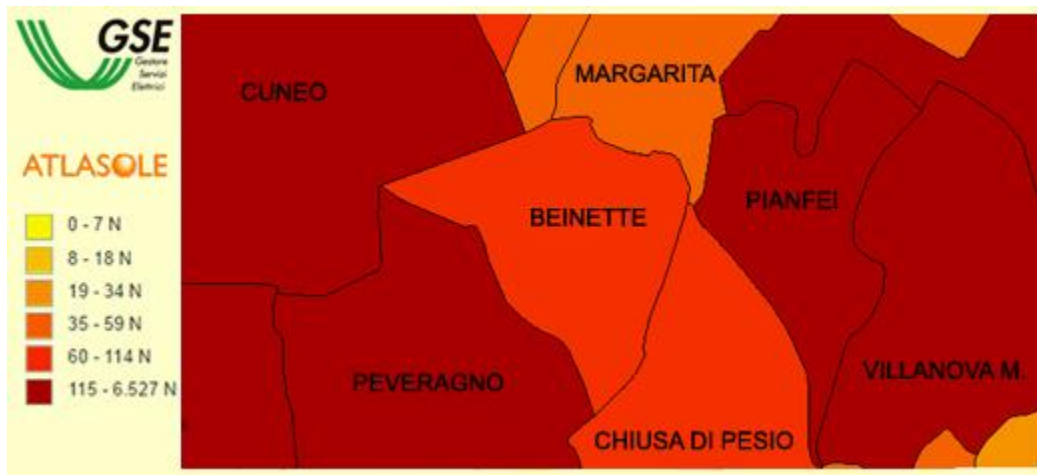 GSE
Gestore
Servizi
Elettrici
ATLASOLE
0 - 7 N
8 - 18 N
19 - 34 N
35 - 59 N
60 - 114 N
115 - 6.527 N
CUNEO
MARGARITA
BEINETTE
PIANFEI
PEVERAGNO
VILLANOVA M.
CHIUSA DI PESIO